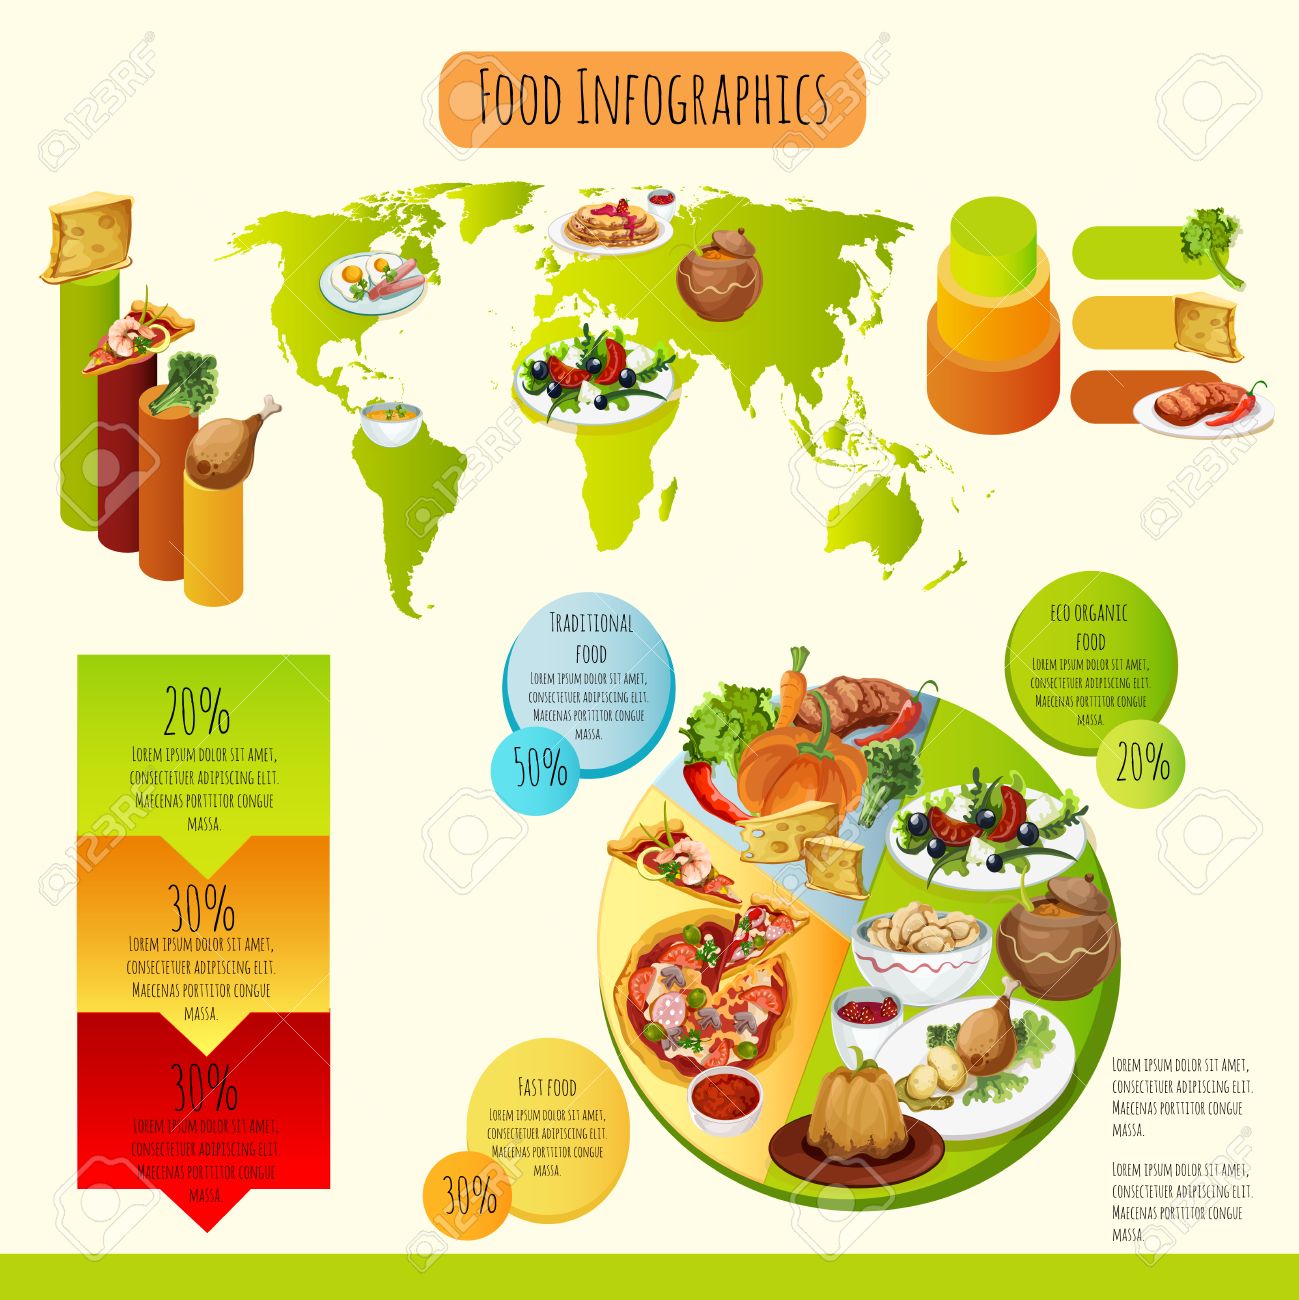 Food Infographics
Traditional
food
Lorem ipsum dolor sit amet,
consectetuer adipiscing elit.
Maecenas porttitor congue
massa.
50%
eco organic
food
Lorem ipsum dolor sit amet,
consectetuer adipiscing elit.
Maecenas porttitor congue
massa.
20%
20%
Lorem ipsum dolor sit amet,
consectetuer adipiscing elit.
Maecenas porttitor congue
massa.
30%
Lorem ipsum dolor sit amet,
consectetuer adipiscing elit.
Maecenas porttitor congue
massa.
30%
Lorem ipsum dolor sit amet,
consectetuer adipiscing elit.
Maecenas porttitor congue
massa.
Fast food
Lorem ipsum dolor sit amet,
consectetuer adipiscing elit.
Maecenas porttitor congue
massa.
30%
Lorem ipsum dolor sit amet,
consectetuer adipiscing elit.
Maecenas porttitor congue
massa.
Lorem ipsum dolor sit amet,
consectetuer adipiscing elit.
Maecenas porttitor congue
massa.
123RF